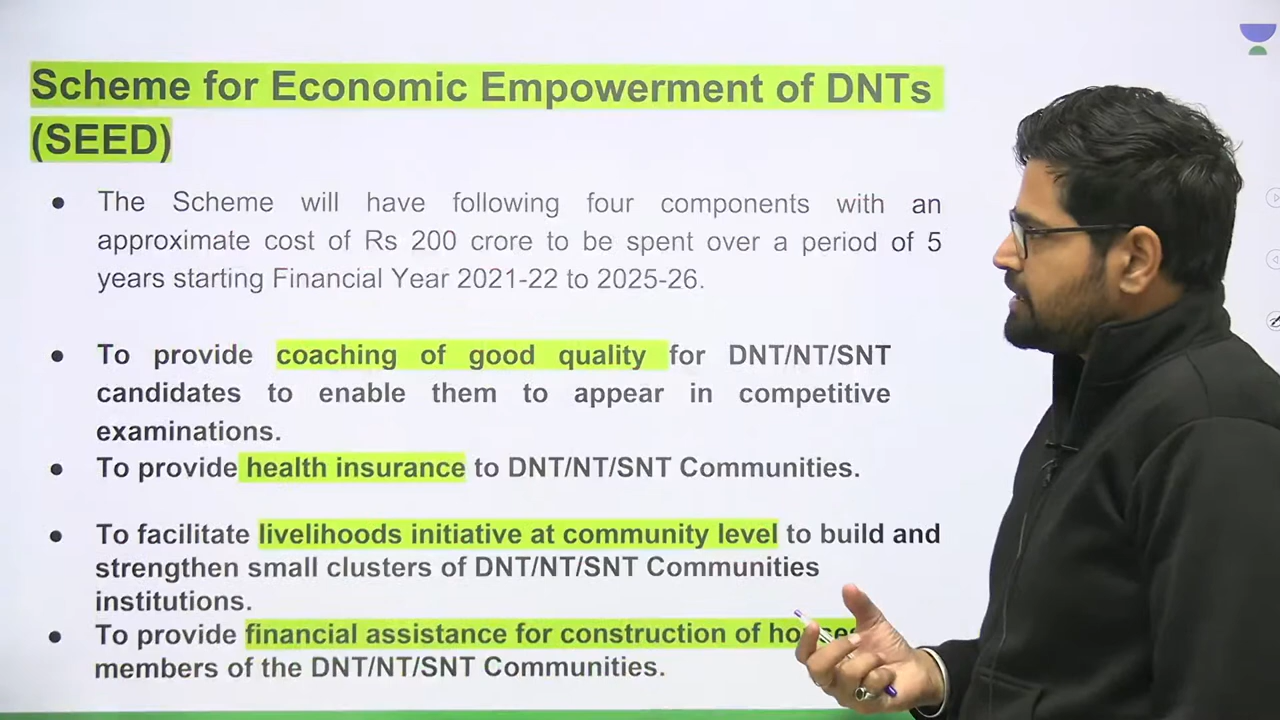 Scheme for Economic Empowerment of DNTs
(SEED)
● The Scheme will have following four components with an
approximate cost of Rs 200 crore to be spent over a period of 5
years starting Financial Year 2021-22 to 2025-26.
● To provide coaching of good quality for DNT/NT/SNT
candidates to enable them to appear in competitive
examinations.
● To provide health insurance to DNT/NT/SNT Communities.
● To facilitate livelihoods initiative at community level to build and
strengthen small clusters of DNT/NT/SNT Communities
institutions.
● To provide financial assistance for construction of
members of the DNT/NT/SNT Communities.